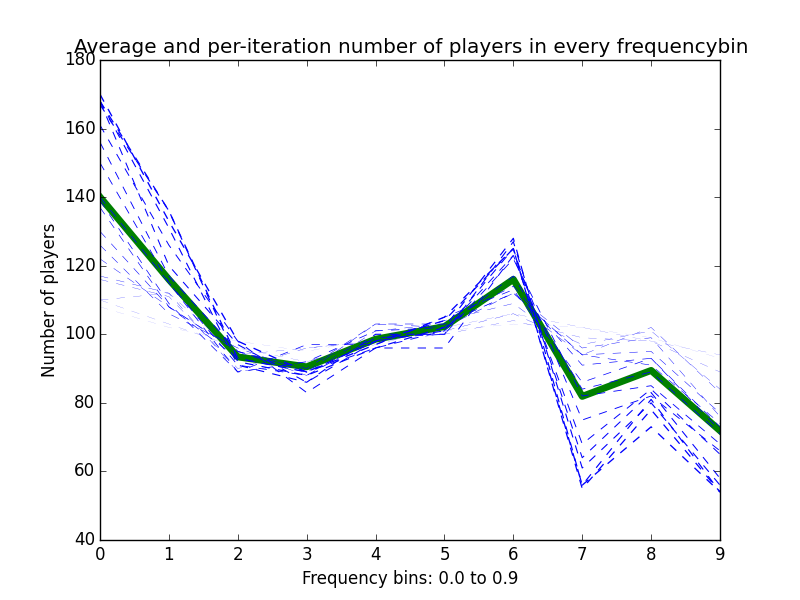 Average and per-iteration number of players in every frequencybin
180
160
140
120
100
80
60
40
Number of players
0 1 2 3 4 5 6 7 8 9
Frequency bins: 0.0 to 0.9